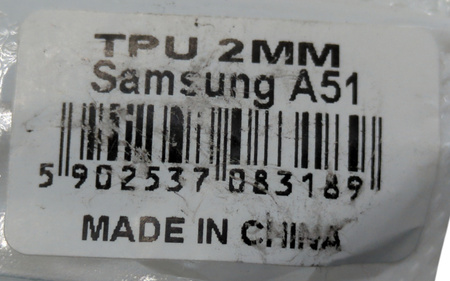 TPU 2MM
Samsung A51
5 902537 083189
MADE IN CHINA